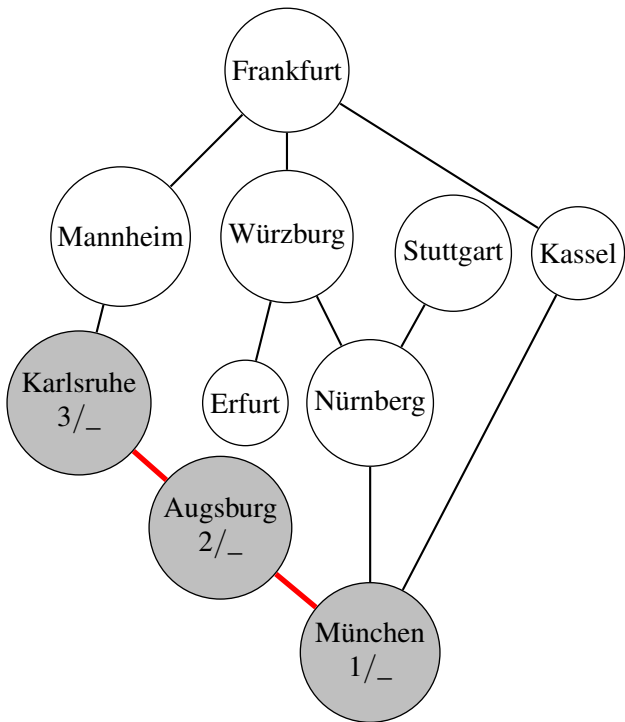 Frankfurt
Mannheim
Würzburg
Stuttgart
Kassel
Karlsruhe
3/_
Erfurt
Nürnberg
Augsburg
2/_
München
1/_